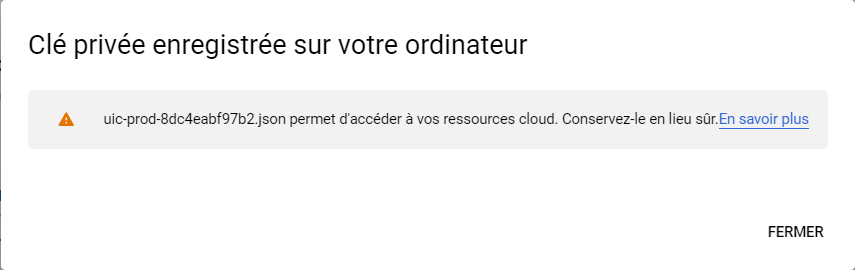 Clé privée enregistrée sur votre ordinateur
uic-prod-8dc4eabf97b2.json permet d'accéder à vos ressources cloud. Conservez-le en lieu sûr.En savoir plus
FERMER